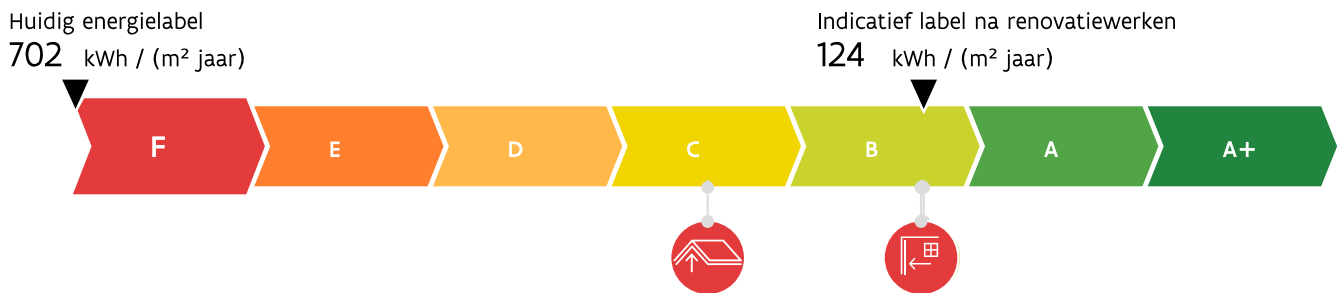 Huidig energielabel
702 kWh / (m² jaar)
Indicatief label na renovatiewerken
124 kWh / (m² jaar)
F E D C B A A+